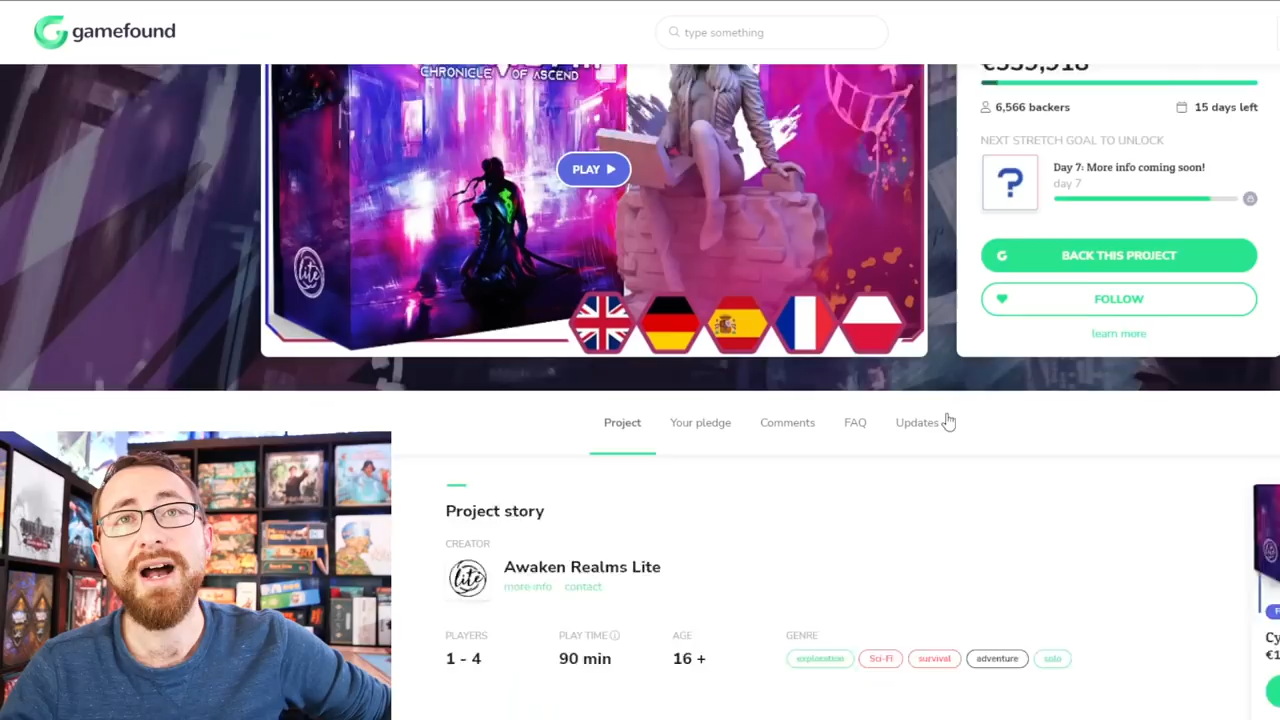 gamefound
type something
CHRONICLE OF ASCEND
6,566 backers
15 days left
NEXT STRETCH GOAL TO UNLOCK
Day 7: More info coming soon!
day 7
PLAY
lite
BACK THIS PROJECT
FOLLOW
learn more
Project Your pledge Comments FAQ Updates
Project story
CREATOR
lite
Awaken Realms Lite
more info contact
PLAYERS PLAY TIME AGE GENRE
1 - 4 90 min 16 + exploration Sci-Fi survival adventure solo